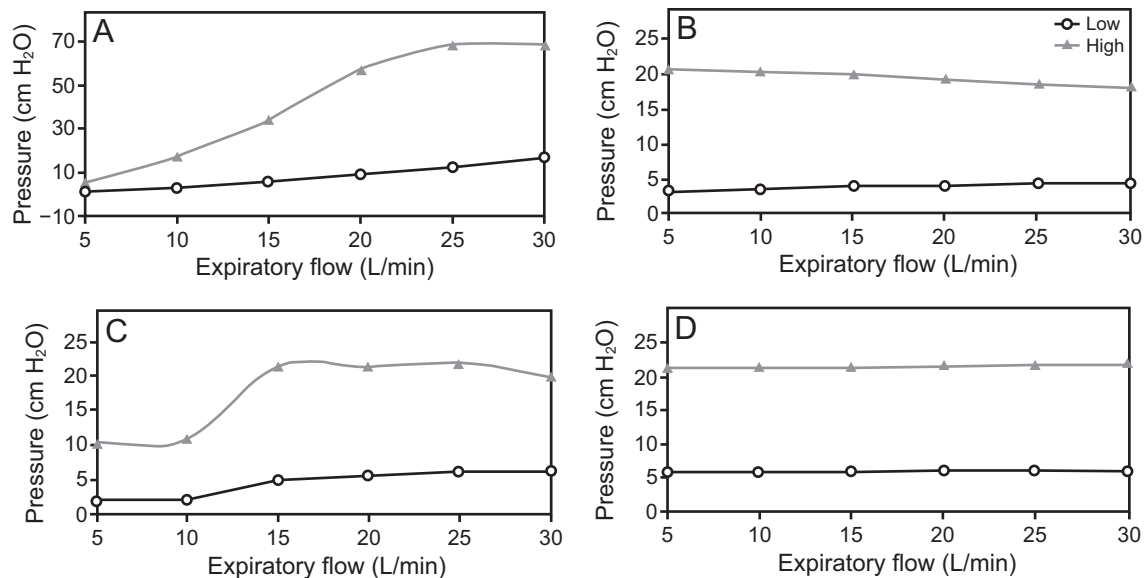 A
Pressure (cm H₂O)
70
50
30
10
−10
5 10 15 20 25 30
Expiratory flow (L/min)
B
Low
High
Pressure (cm H₂O)
25
20
15
10
5
0
5 10 15 20 25 30
Expiratory flow (L/min)
C
Pressure (cm H₂O)
25
20
15
10
5
0
5 10 15 20 25 30
Expiratory flow (L/min)
D
Pressure (cm H₂O)
25
20
15
10
5
0
5 10 15 20 25 30
Expiratory flow (L/min)